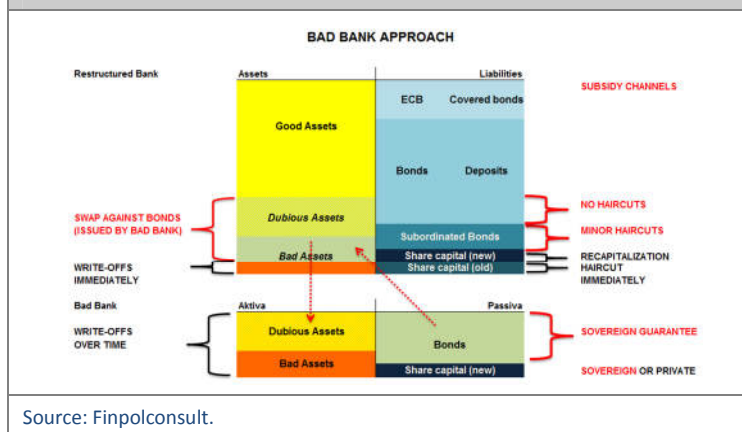 BAD BANK APPROACH
Restructured Bank Assets Liabilities
SUBSIDY CHANNELS
ECB Covered bonds
Good Assets
Bonds Deposits
NO HAIRCUTS
SWAP AGAINST BONDS
(ISSUED BY BAD BANK)
Dubious Assets
MINOR HAIRCUTS
Subordinated Bonds
Bad Assets
Share capital (new)
RECAPITALIZATION
WRITE-OFFS
IMMEDIATELY
Share capital (old)
HAIRCUT
IMMEDIATELY
Bad Bank Aktiva Passiva
WRITE-OFFS
OVER TIME
Dubious Assets
Bonds
SOVEREIGN GUARANTEE
Bad Assets
Share capital (new)
SOVEREIGN OR PRIVATE
Source: Finpolconsult.